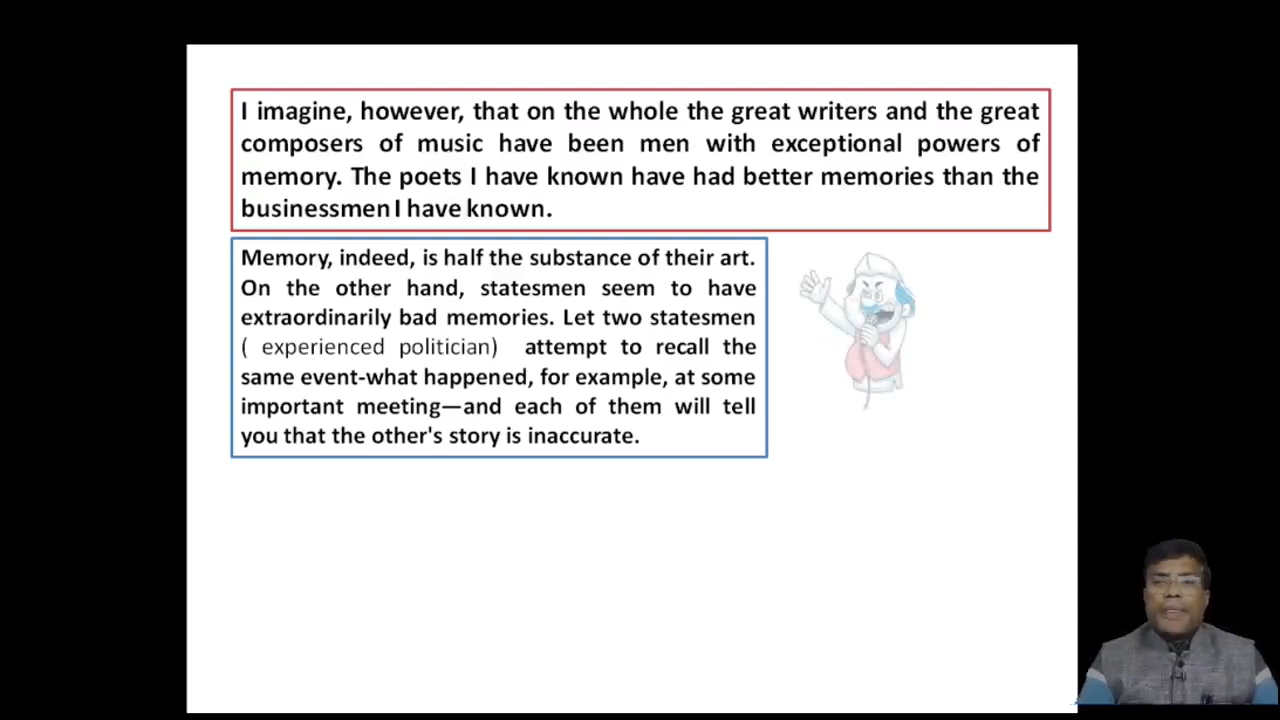 I imagine, however, that on the whole the great writers and the great
composers of music have been men with exceptional powers of
memory. The poets I have known have had better memories than the
businessmen I have known.
Memory, indeed, is half the substance of their art.
On the other hand, statesmen seem to have
extraordinarily bad memories. Let two statesmen
( experienced politician) attempt to recall the
same event-what happened, for example, at some
important meeting—and each of them will tell
you that the other's story is inaccurate.